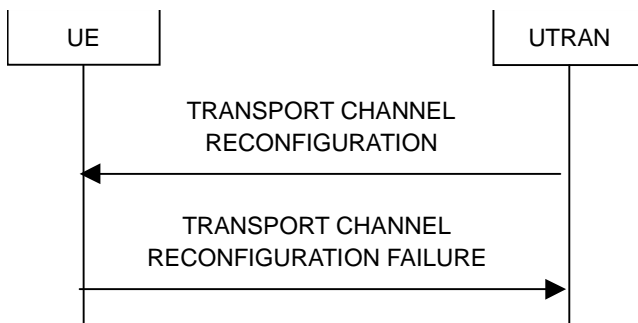 UE
UTRAN
TRANSPORT CHANNEL
RECONFIGURATION
TRANSPORT CHANNEL
RECONFIGURATION FAILURE